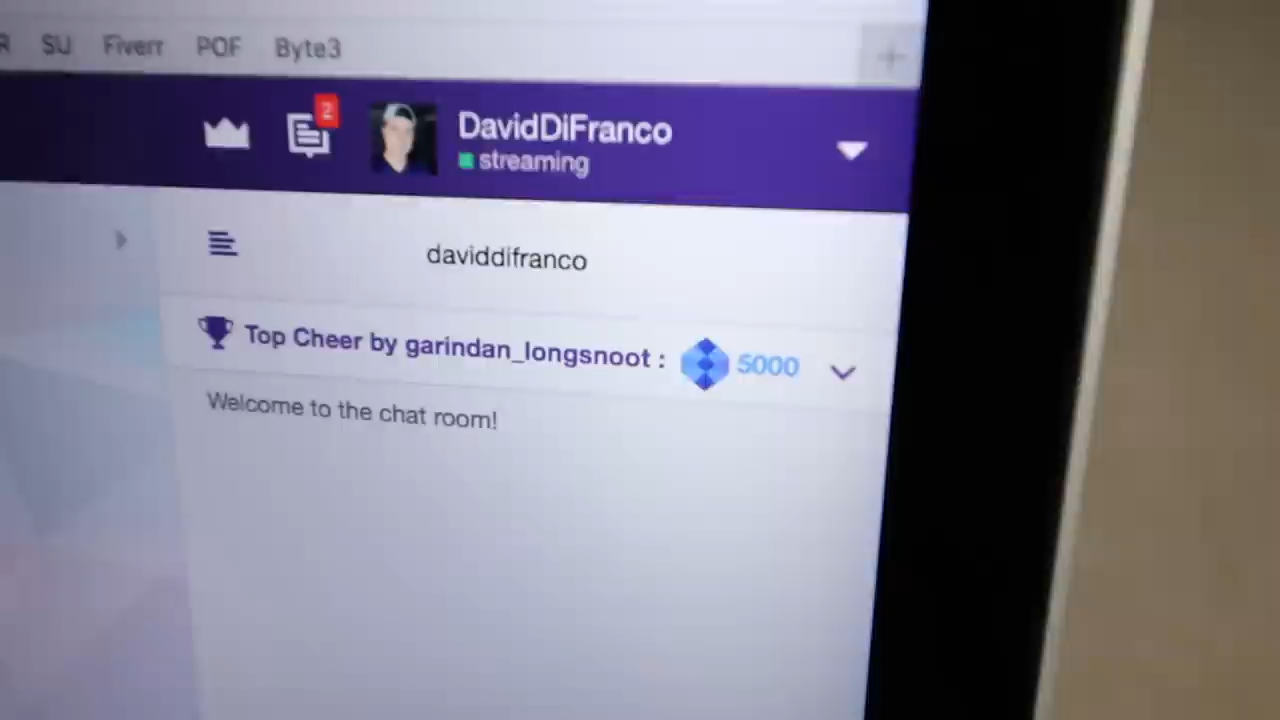 SU Fiverr POF Byte3
2
DavidDiFranco
streaming
daviddifranco
Top Cheer by garindan_longsnoot : 5000
Welcome to the chat room!